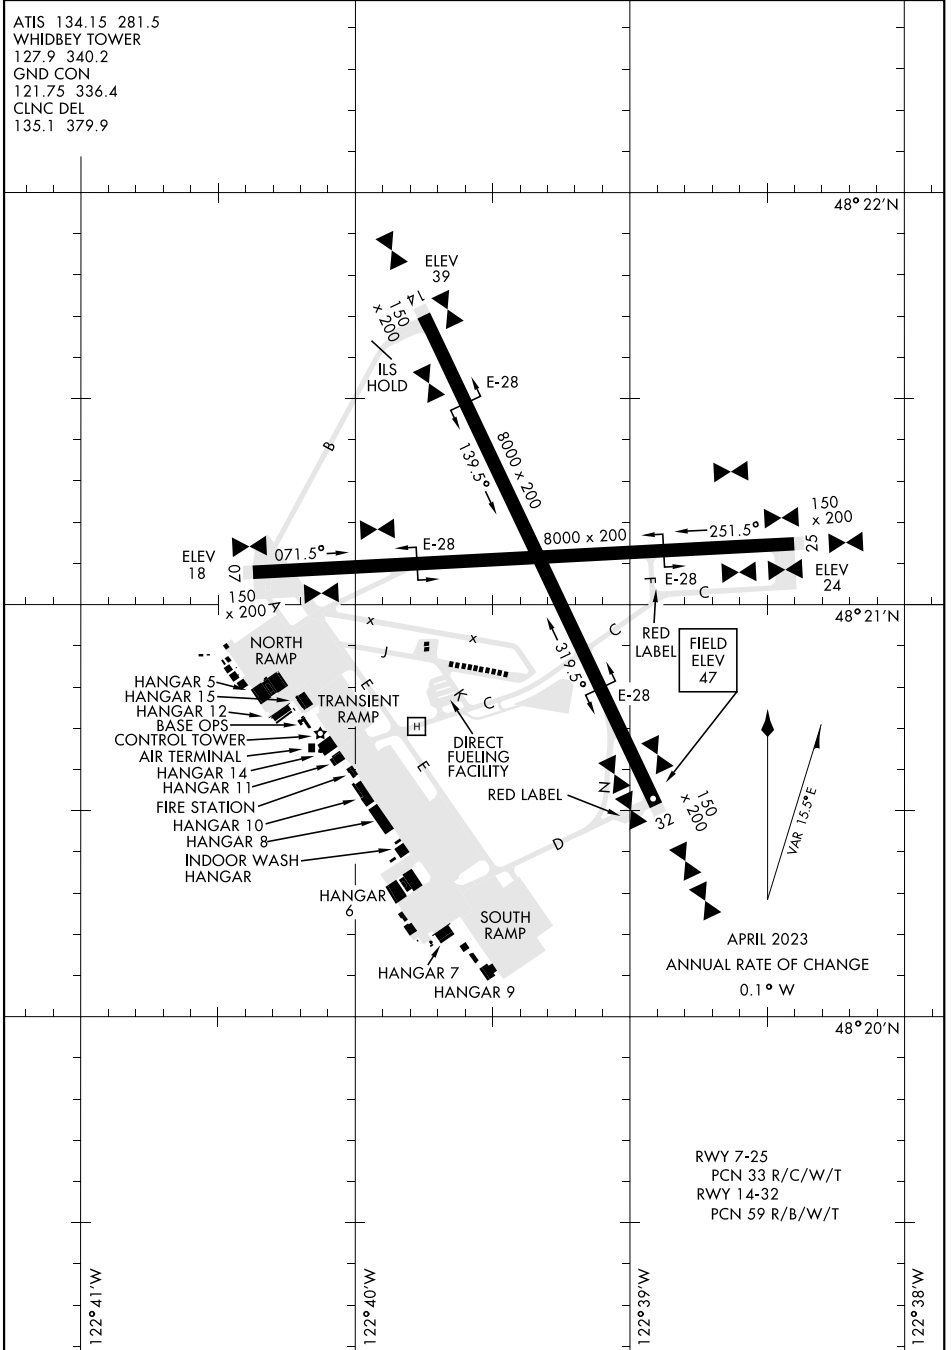 ATIS 134.15 281.5
WHIDBEY TOWER
127.9 340.2
GND CON
121.75 336.4
CLNC DEL
135.1 379.9
48°22'N
ELEV
39
14
150
x 200
ILS
HOLD
E-28
B
139.5°
8000 x 200
ELEV
18
07
071.5°
E-28
8000 x 200
251.5°
150
x 200
25
ELEV
24
E-28
F
C
150
x 200
A
48°21'N
x
x
J
E
K
C
C
NORTH
RAMP
RED
LABEL
FIELD
ELEV
47
319.5°
E-28
HANGAR 5
HANGAR 15
HANGAR 12
BASE OPS
CONTROL TOWER
AIR TERMINAL
HANGAR 14
HANGAR 11
FIRE STATION
HANGAR 10
HANGAR 8
INDOOR WASH
HANGAR
TRANSIENT
RAMP
H
E
DIRECT
FUELING
FACILITY
RED LABEL
N
D
32
150
x 200
VAR 15.5°E
HANGAR
6
SOUTH
RAMP
HANGAR 7
HANGAR 9
APRIL 2023
ANNUAL RATE OF CHANGE
0.1° W
48°20'N
RWY 7-25
PCN 33 R/C/W/T
RWY 14-32
PCN 59 R/B/W/T
122°41'W
122°40'W
122°39'W
122°38'W